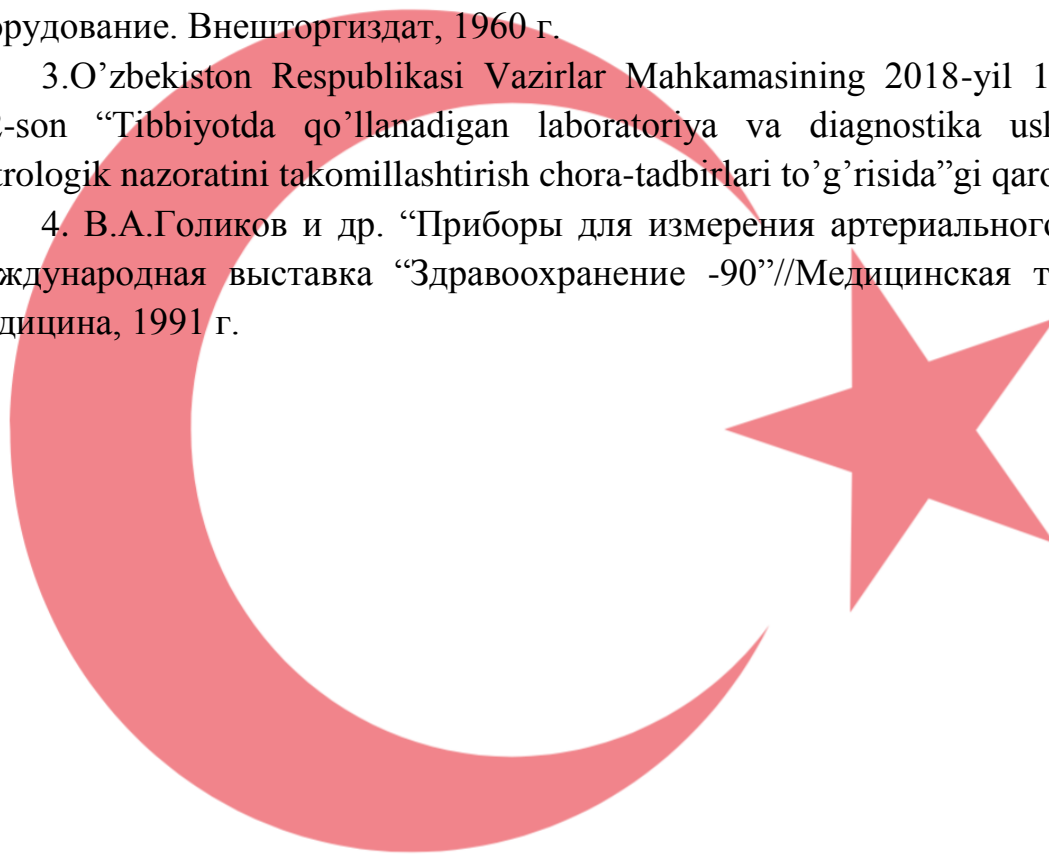 орудование. Внешторгиздат, 1960 г.
3.O’zbekiston Respublikasi Vazirlar Mahkamasining 2018-yil 1
-son “Tibbiyotda qo’llanadigan laboratoriya va diagnostika ush
trologik nazoratini takomillashtirish chora-tadbirlari to’g’risida”gi qaro
4. В.А.Голиков и др. “Приборы для измерения артериального
ждународная выставка “Здравоохранение -90”//Медицинская т
дицина, 1991 г.